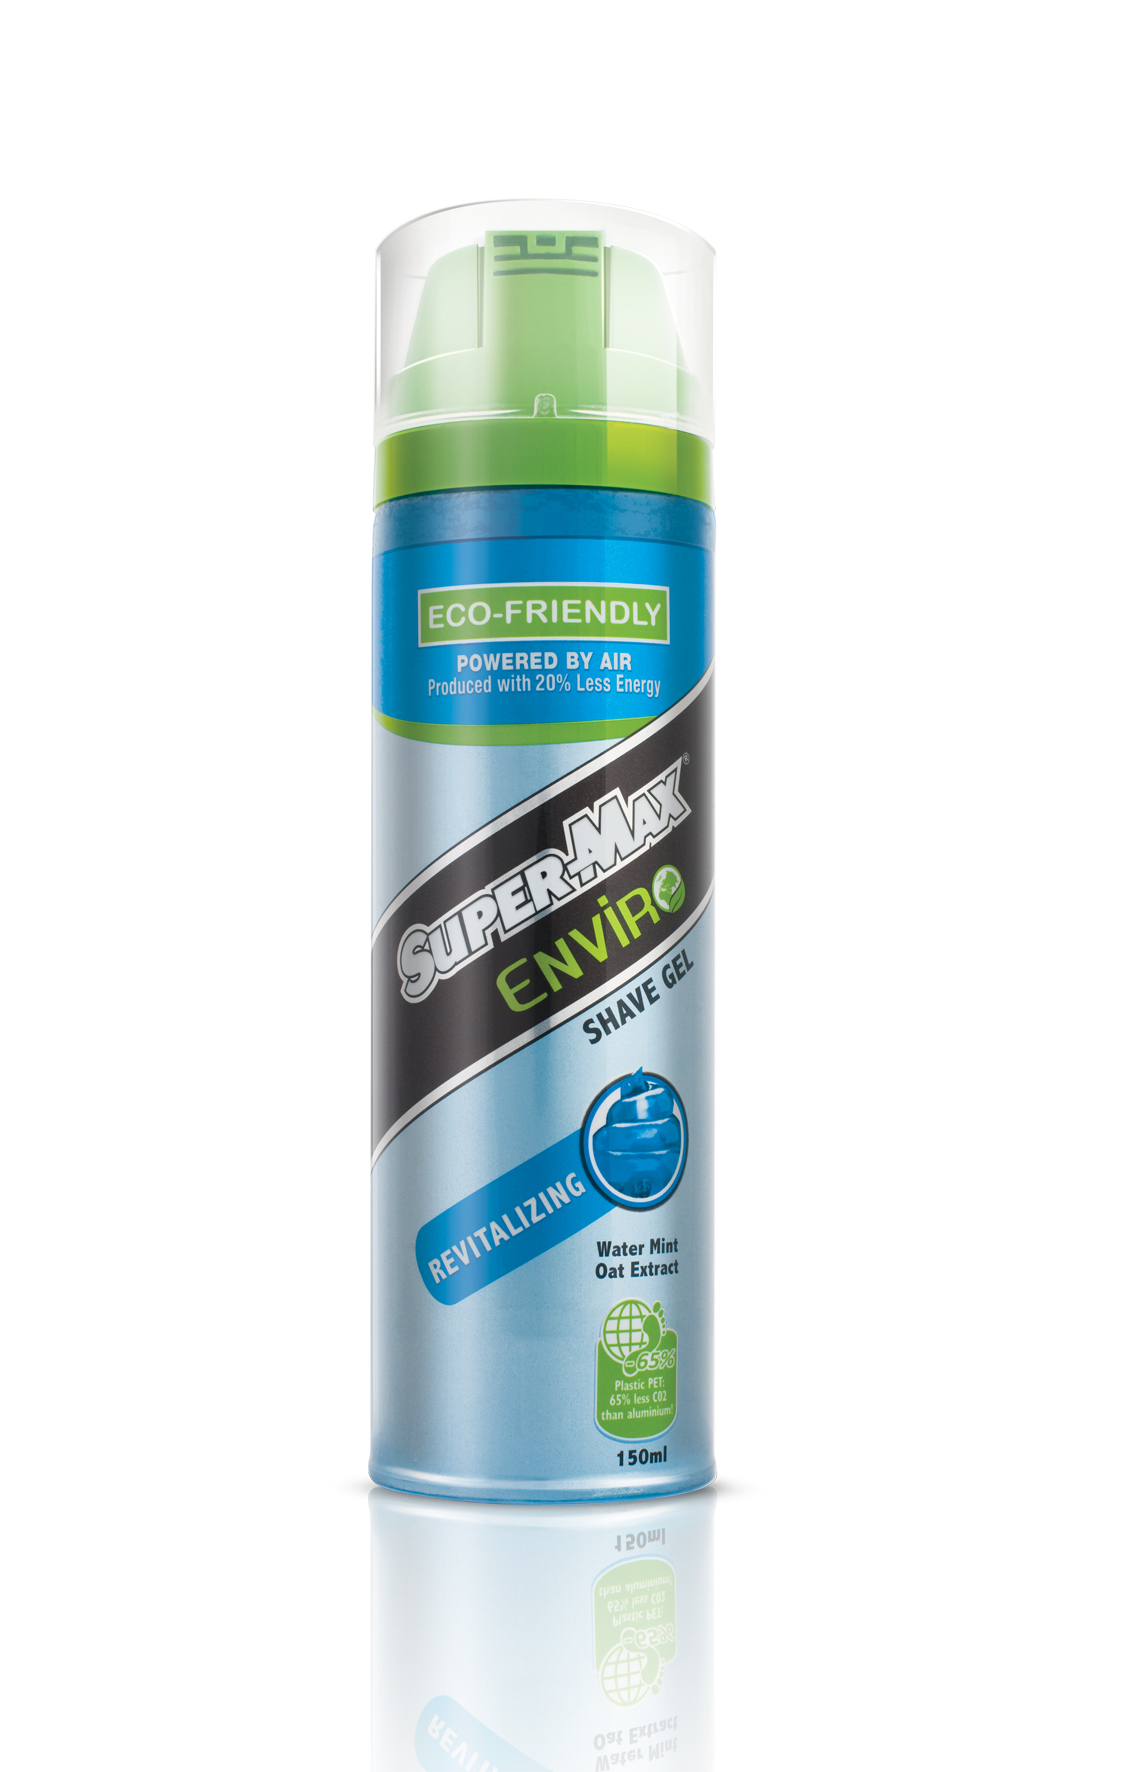 ECO-FRIENDLY
POWERED BY AIR
Produced with 20% Less Energy
SUPER-MAX®
ENVIRO
SHAVE GEL
REVITALIZING
Water Mint
Oat Extract
-65%
Plastic PET:
65% less CO2
than aluminium!
150ml